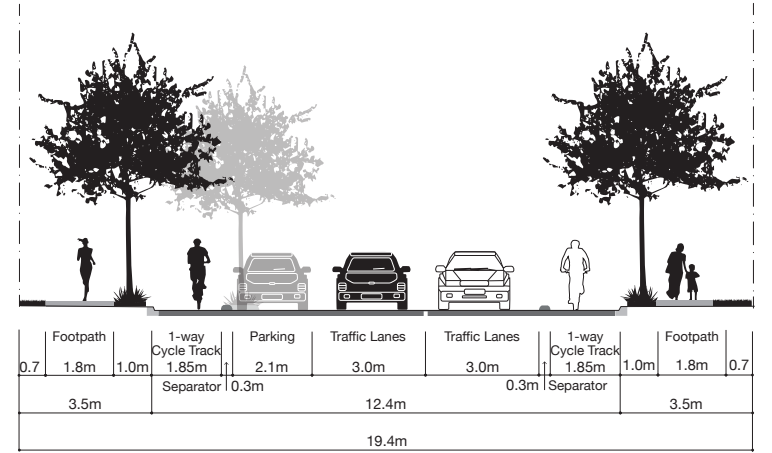 Footpath 1-way Parking Traffic Lanes Traffic Lanes 1-way Footpath
Cycle Track Cycle Track
0.7 1.8m 1.0m 1.85m 2.1m 3.0m 3.0m 1.85m 1.0m 1.8m 0.7
Separator 0.3m 0.3m Separator
3.5m 12.4m 3.5m
19.4m